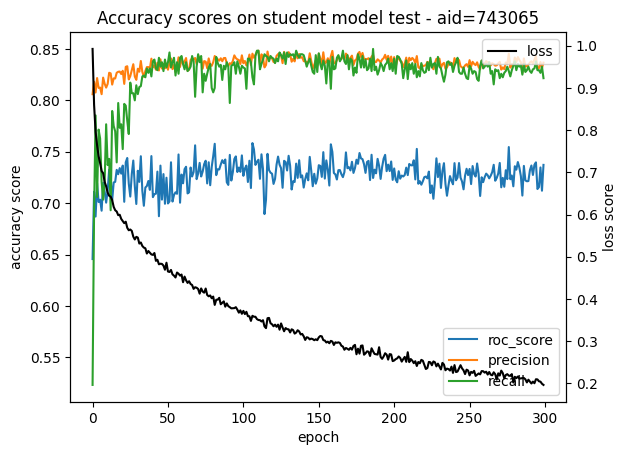 Accuracy scores on student model test - aid=743065
accuracy score
0.85
0.80
0.75
0.70
0.65
0.60
0.55
loss
1.0
0.9
0.8
0.7
0.6
0.5
0.4
0.3
0.2
loss score
roc_score
precision
recall
0
50
100
150
200
250
300
epoch